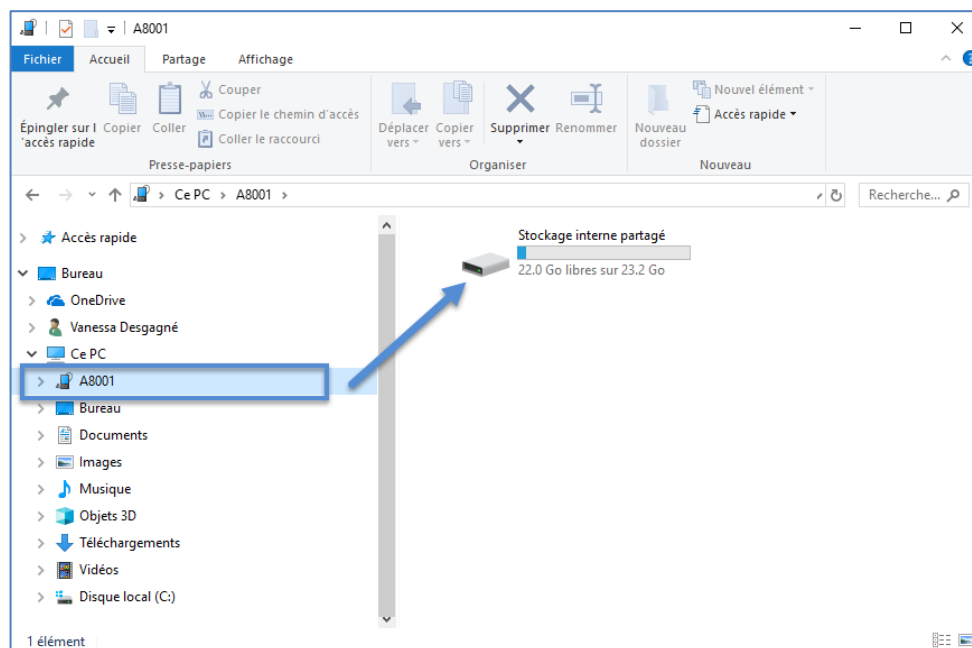 A8001
Fichier Accueil Partage Affichage
Épingler sur l
'accès rapide
Copier
Coller
Couper
Copier le chemin d'accès
Coller le raccourci
Presse-papiers
Déplacer
vers
Copier
vers
Supprimer
Renommer
Organiser
Nouveau
dossier
Nouvel élément
Accès rapide
Nouveau
Ce PC A8001
Recherche...
Accès rapide
Bureau
OneDrive
Vanessa Desgagné
Ce PC
A8001
Bureau
Documents
Images
Musique
Objets 3D
Téléchargements
Vidéos
Disque local (C:)
Stockage interne partagé
22.0 Go libres sur 23.2 Go
1 élément